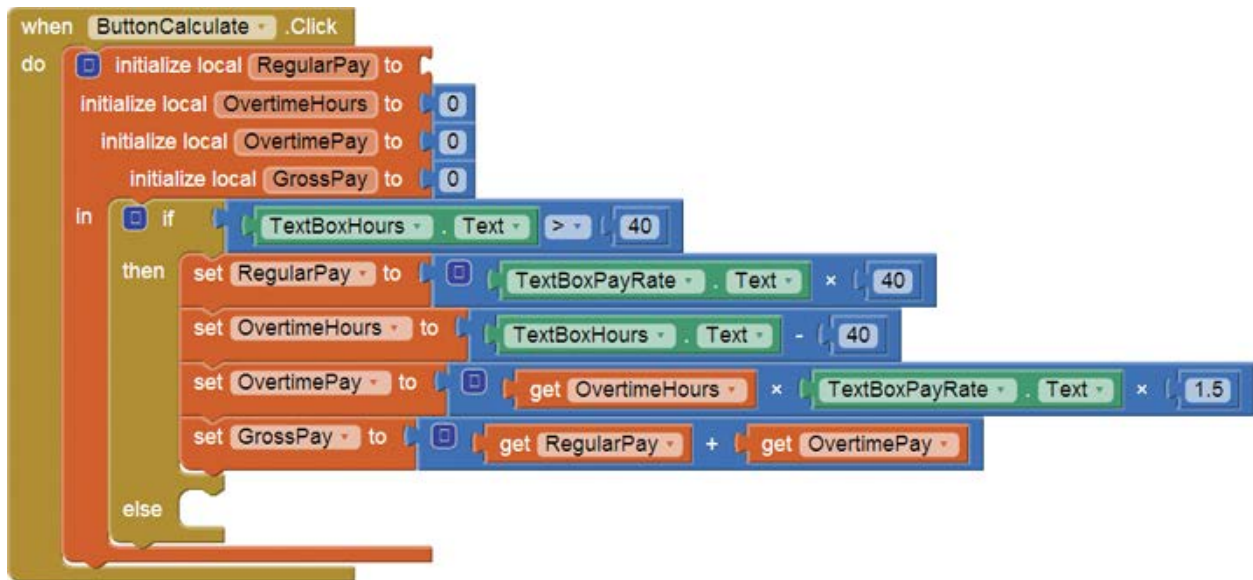 when ButtonCalculate .Click
do initialize local RegularPay to
initialize local OvertimeHours to 0
initialize local OvertimePay to 0
initialize local GrossPay to 0
in if TextBoxHours . Text > 40
then set RegularPay to TextBoxPayRate . Text × 40
set OvertimeHours to TextBoxHours . Text - 40
set OvertimePay to get OvertimeHours × TextBoxPayRate . Text × 1.5
set GrossPay to get RegularPay + get OvertimePay
else